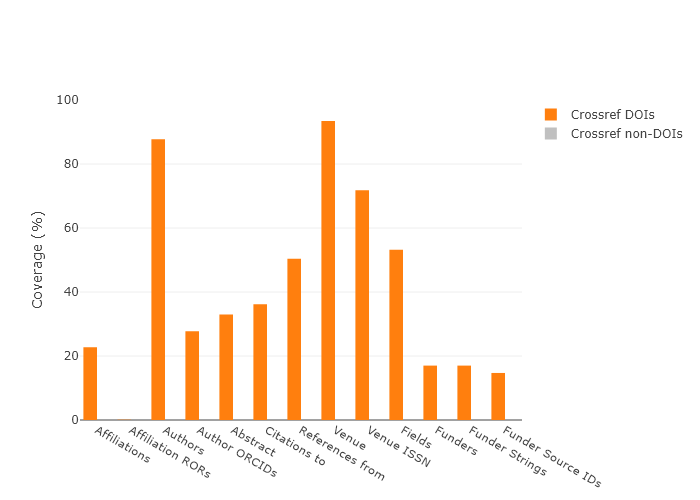 100
80
60
40
20
0
Coverage (%)
Crossref DOIs
Crossref non-DOIs
Affiliations
Affiliation RORs
Authors
Author ORCIDs
Abstract
Citations to
References from
Venue
Venue ISSN
Fields
Funders
Funder Strings
Funder Source IDs